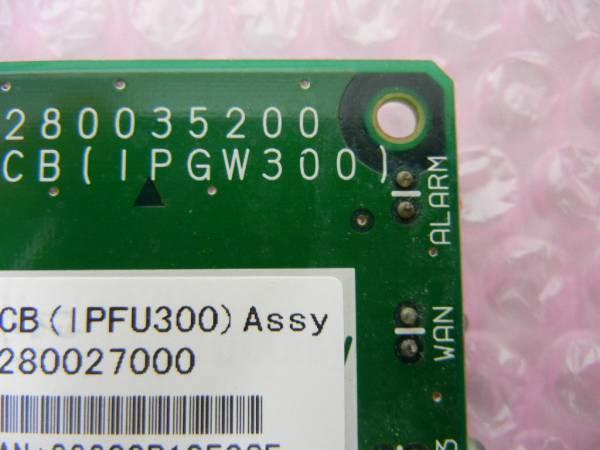 280035200
CB(IPGW300)
ALARM
WAN
CB(IPFU300)Assy
280027000